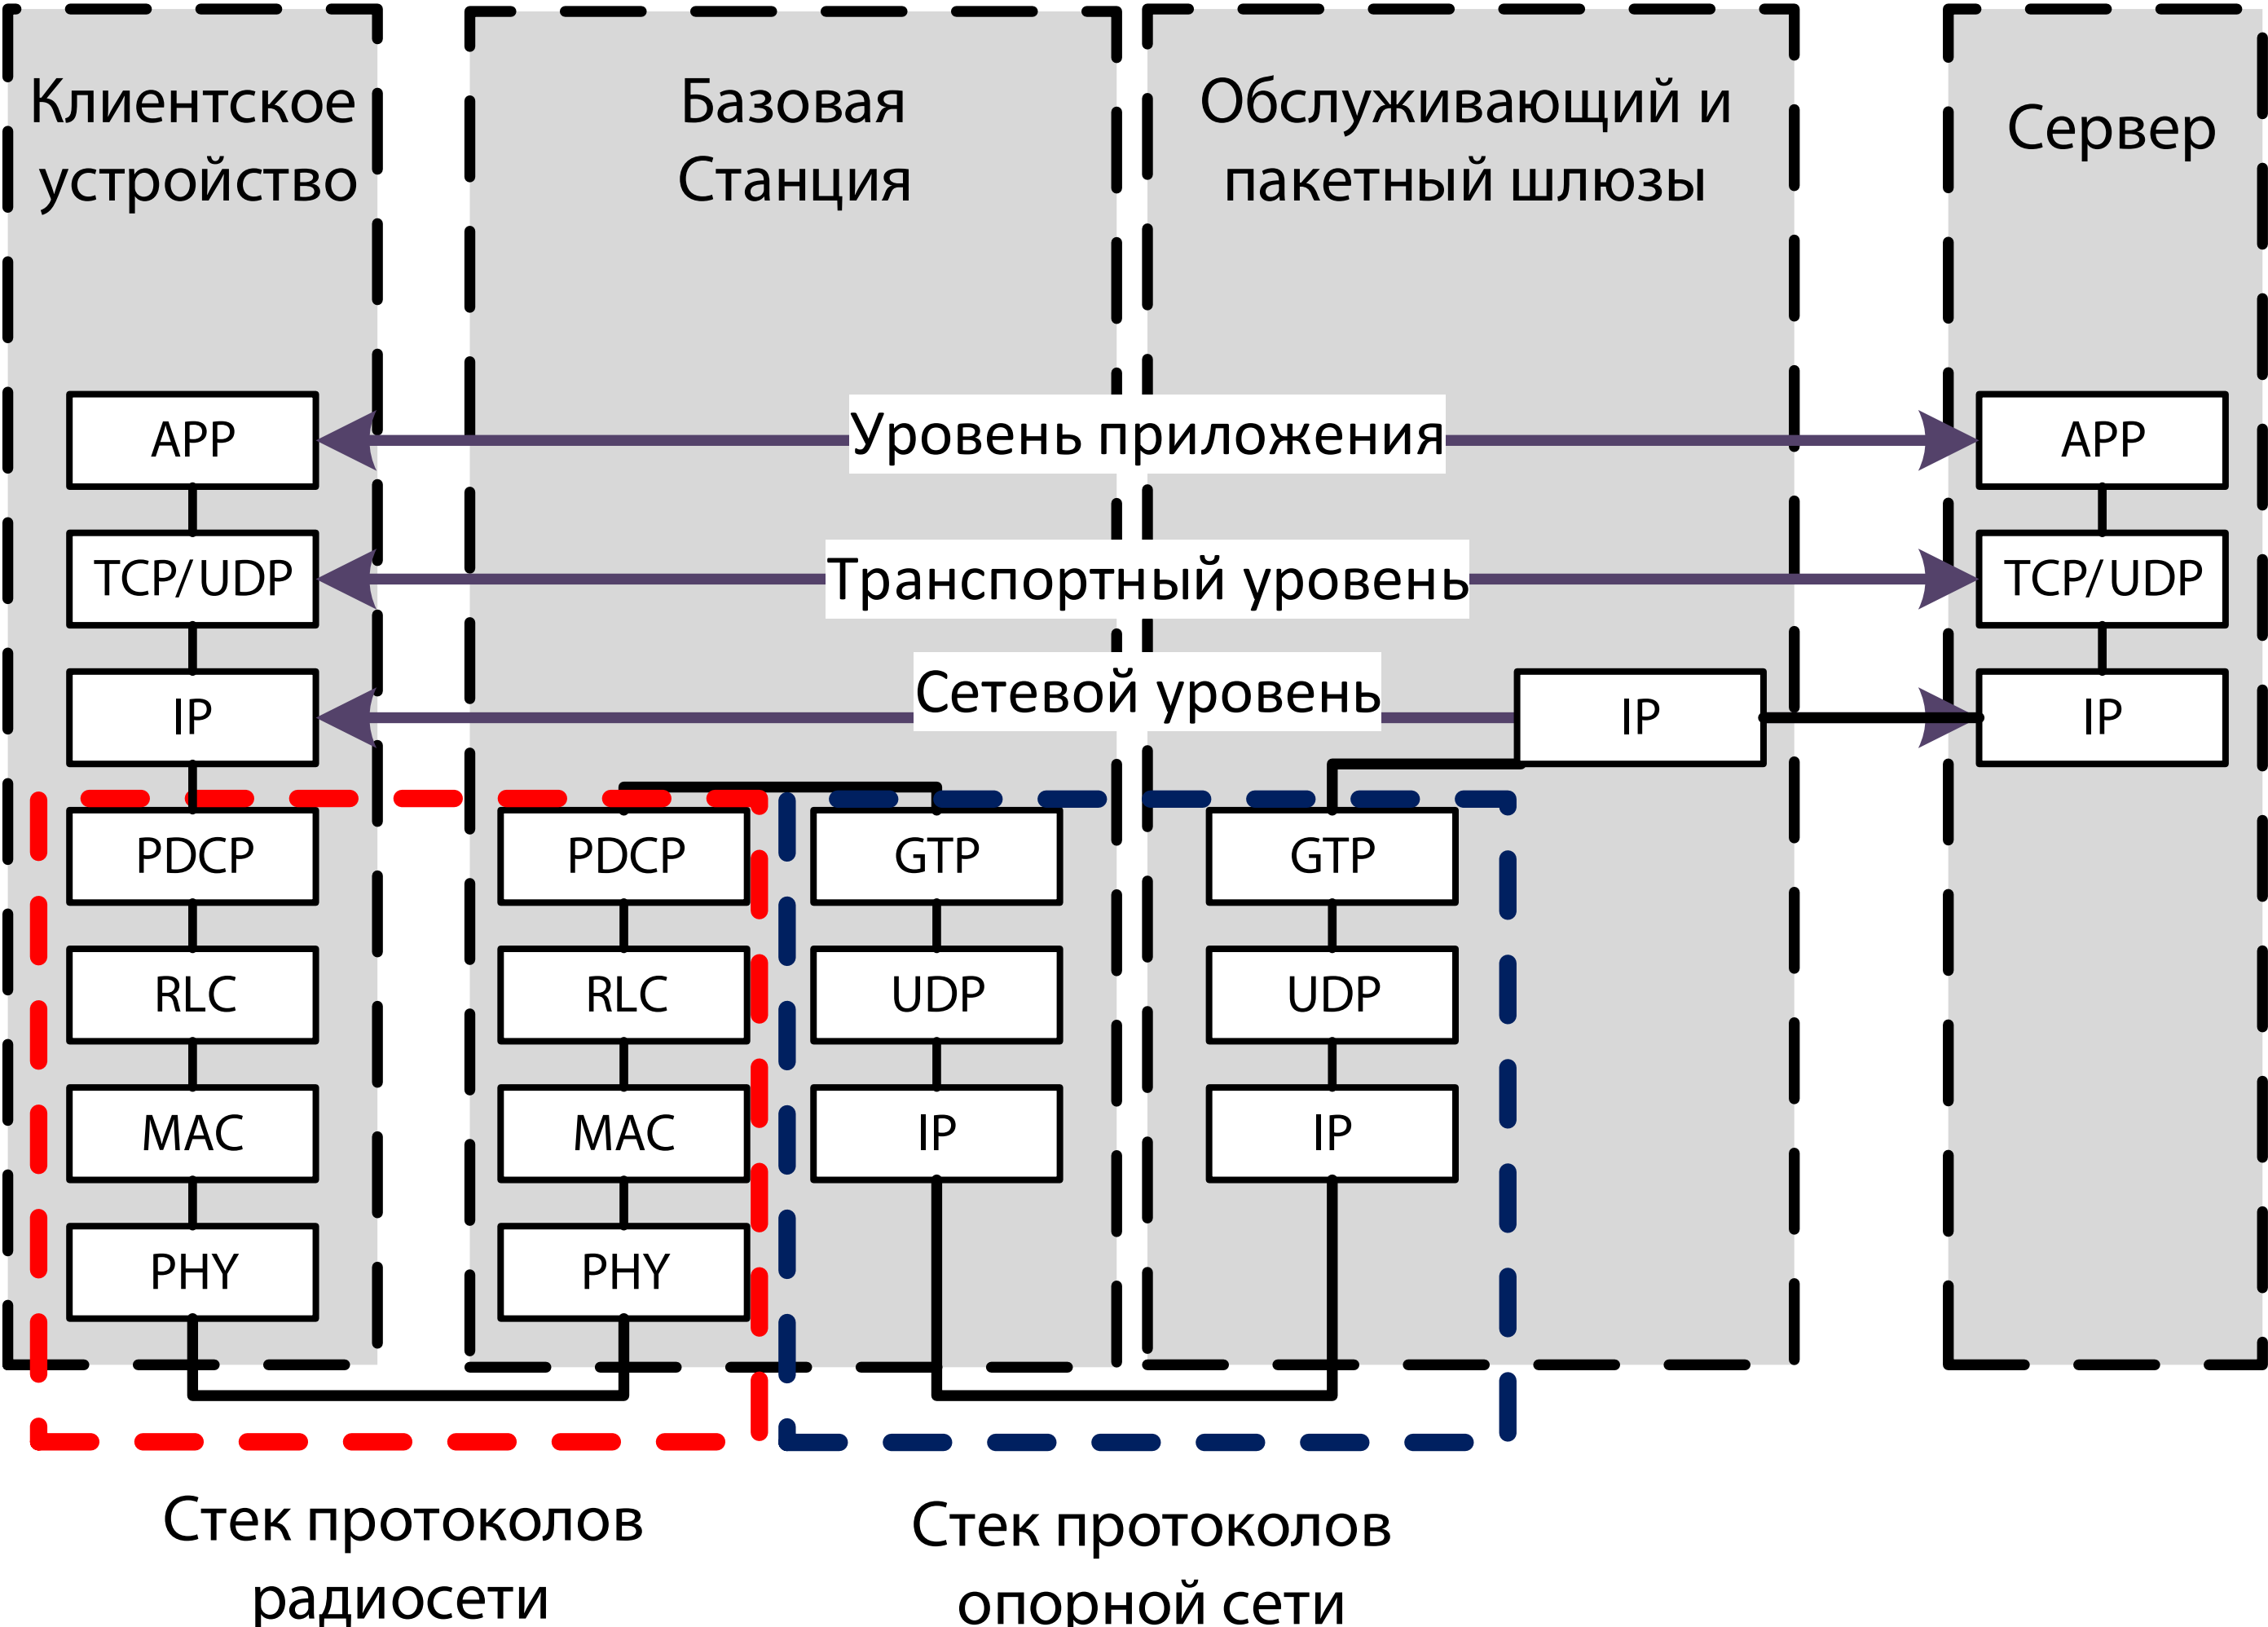 Клиентское
устройство
Базовая
Станция
Обслуживающий и
пакетный шлюзы
Сервер
APP
Уровень приложения
APP
TCP/UDP
Транспортный уровень
TCP/UDP
IP
Сетевой уровень
IP
IP
PDCP
PDCP
GTP
GTP
RLC
RLC
UDP
UDP
MAC
MAC
IP
IP
PHY
PHY
Стек протоколов
радиосети
Стек протоколов
опорной сети